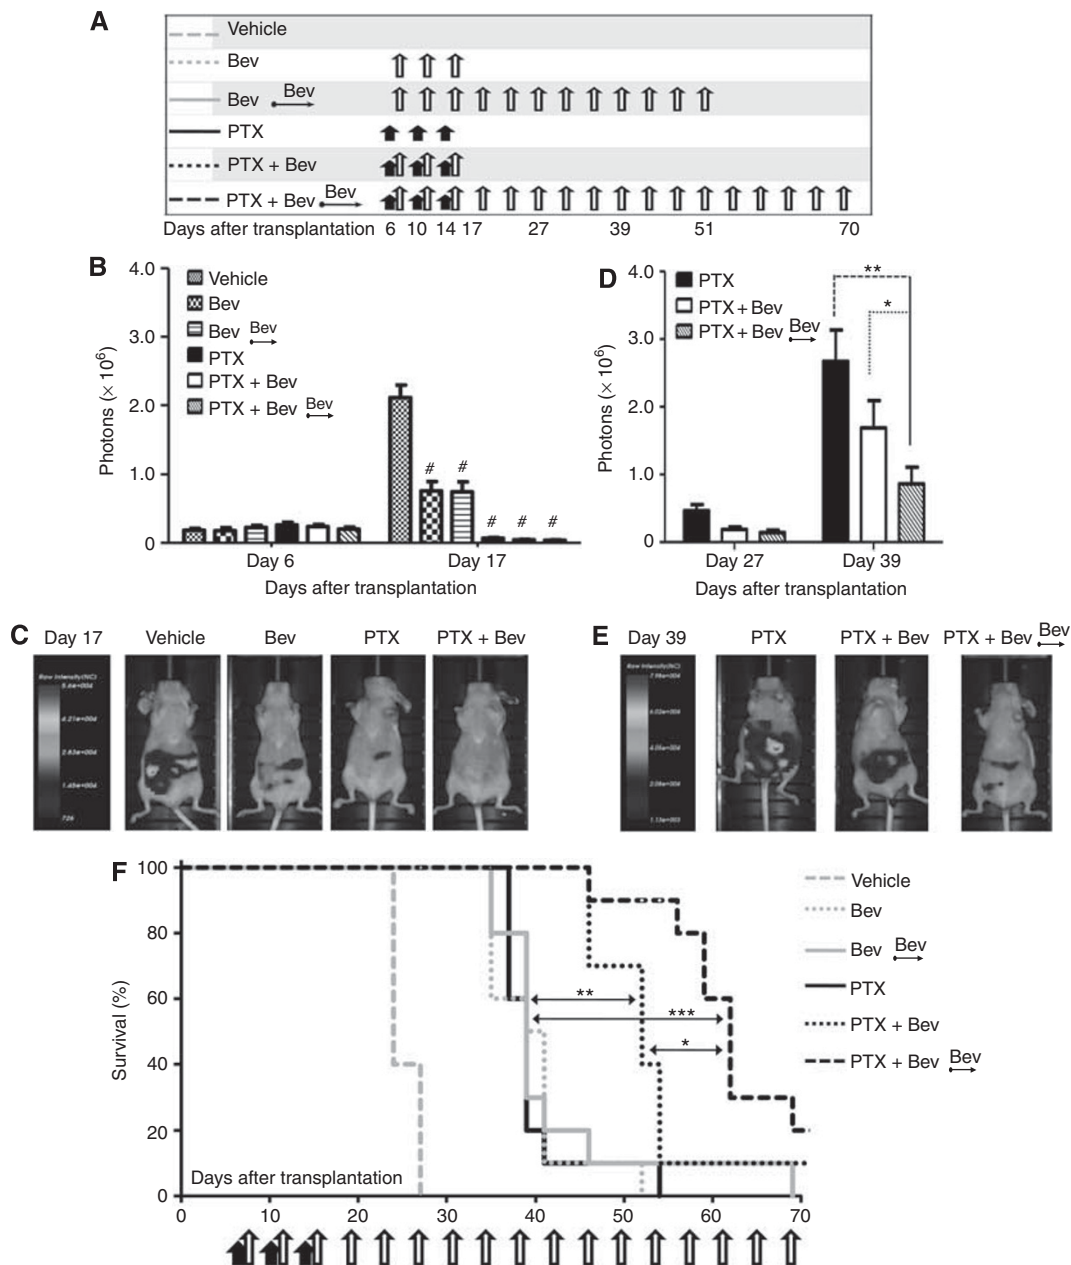 A
Vehicle
Bev
Bev Bev
PTX
PTX + Bev
PTX + Bev Bev
Days after transplantation 6 10 14 17 27 39 51 70
B
4.0
3.0
2.0
1.0
0
Photons (× 10⁶)
Vehicle
Bev
Bev Bev
PTX
PTX + Bev
PTX + Bev Bev
# # # # #
Day 6 Day 17
Days after transplantation
D
4.0
3.0
2.0
1.0
0
Photons (× 10⁶)
PTX
PTX + Bev
PTX + Bev Bev
**
*
Day 27 Day 39
Days after transplantation
C Day 17 Vehicle Bev PTX PTX + Bev
Raw Intensity(NC)
E Day 39 PTX PTX + Bev PTX + Bev Bev
Raw Intensity(NC)
F
100
80
60
40
20
0
Survival (%)
**
***
*
Days after transplantation
0 10 20 30 40 50 60 70
Vehicle
Bev
Bev Bev
PTX
PTX + Bev
PTX + Bev Bev